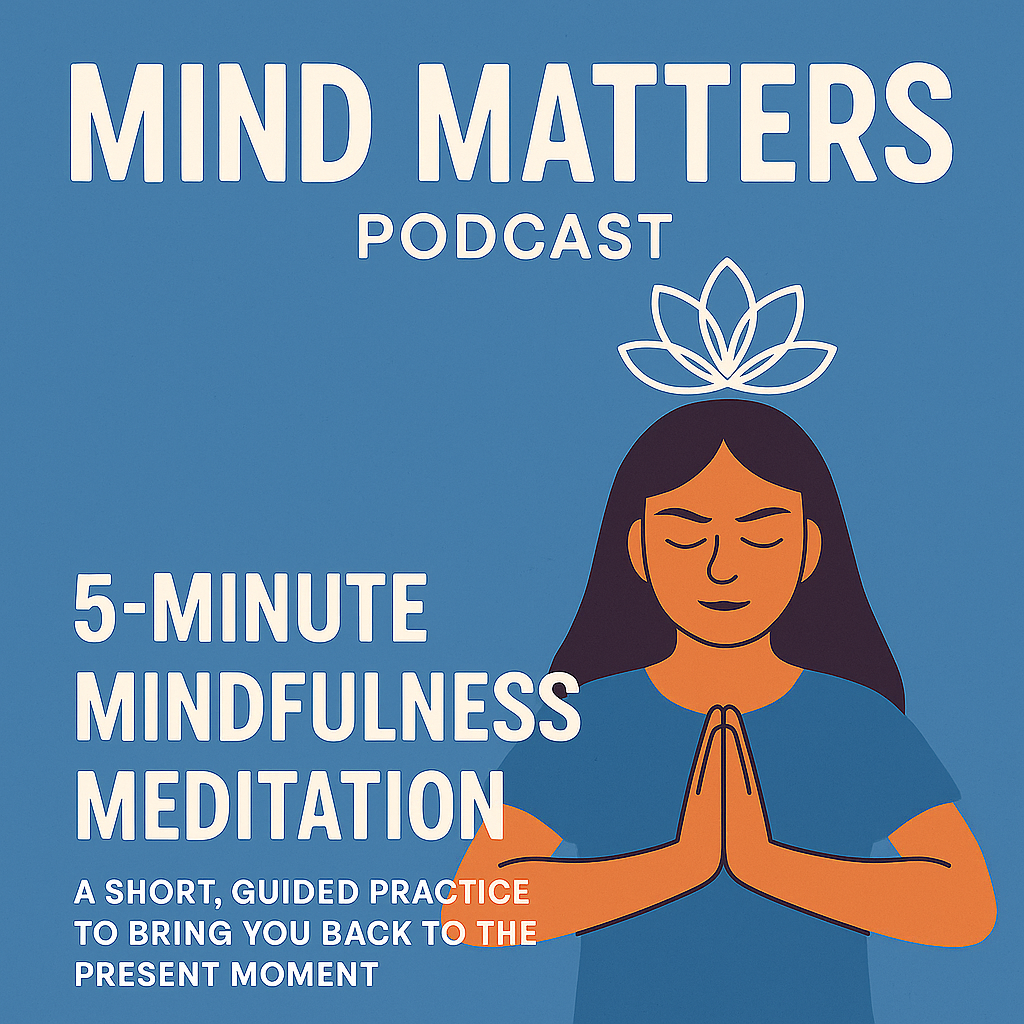 MIND MATTERS
PODCAST
5-MINUTE
MINDFULNESS
MEDITATION
A SHORT, GUIDED PRACTICE
TO BRING YOU BACK TO THE
PRESENT MOMENT